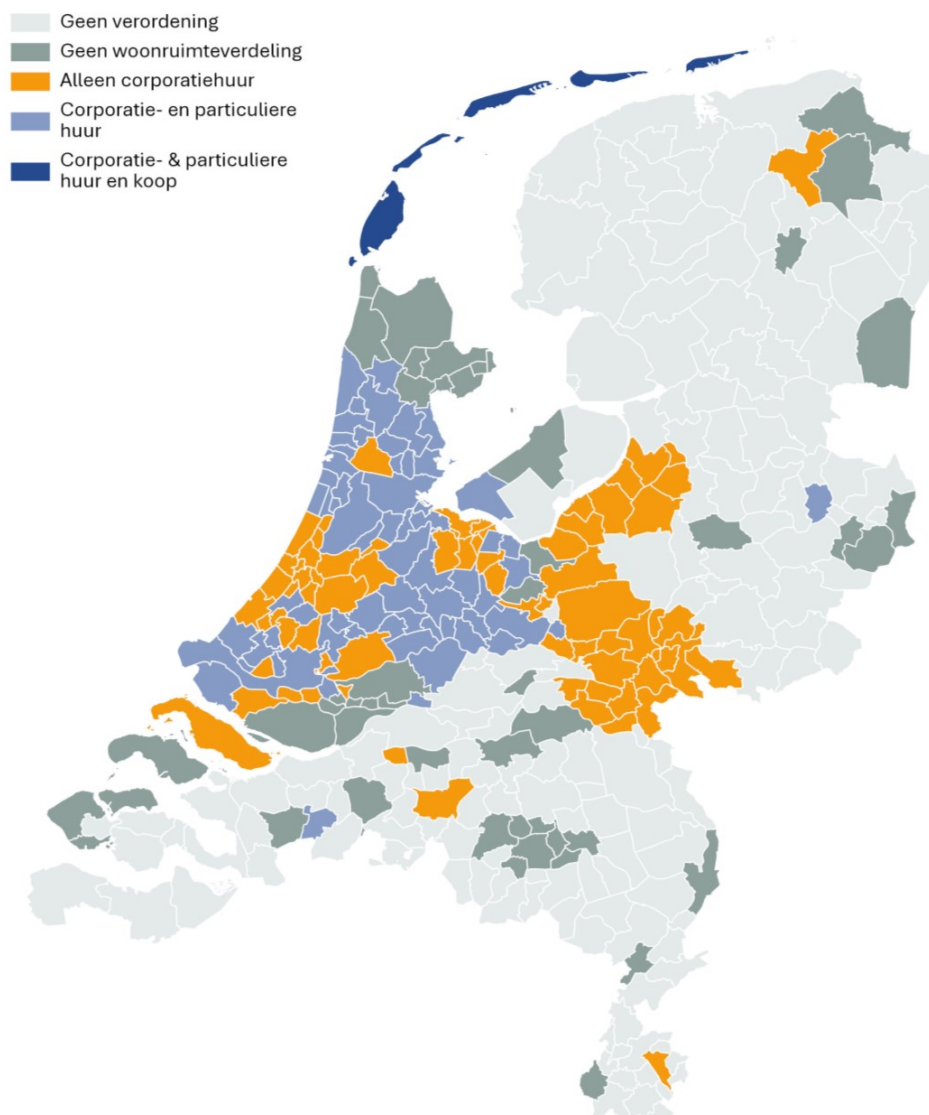 Geen verordening
Geen woonruimteverdeling
Alleen corporatiehuur
Corporatie- en particuliere
huur
Corporatie- & particuliere
huur en koop